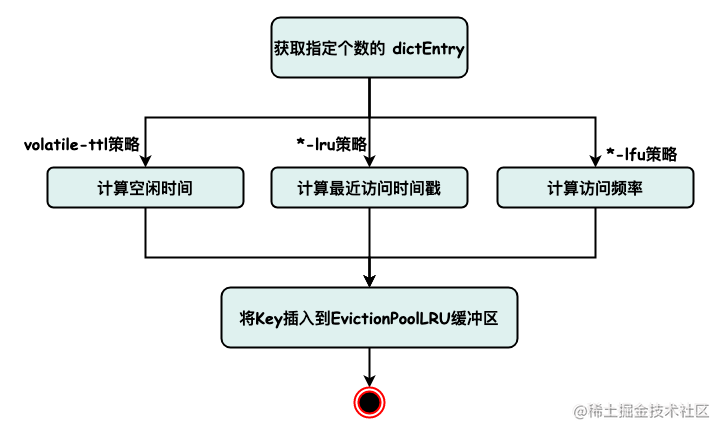 获取指定个数的 dictEntry
volatile-ttl策略
*-lru策略
*-lfu策略
计算空闲时间
计算最近访问时间戳
计算访问频率
将Key插入到EvictionPoolLRU缓冲区
@稀土掘金技术社区